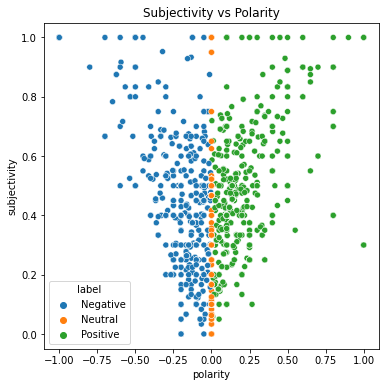 Subjectivity vs Polarity
1.0
0.8
0.6
0.4
0.2
0.0
subjectivity
label
Negative
Neutral
Positive
−1.00 −0.75 −0.50 −0.25 0.00 0.25 0.50 0.75 1.00
polarity